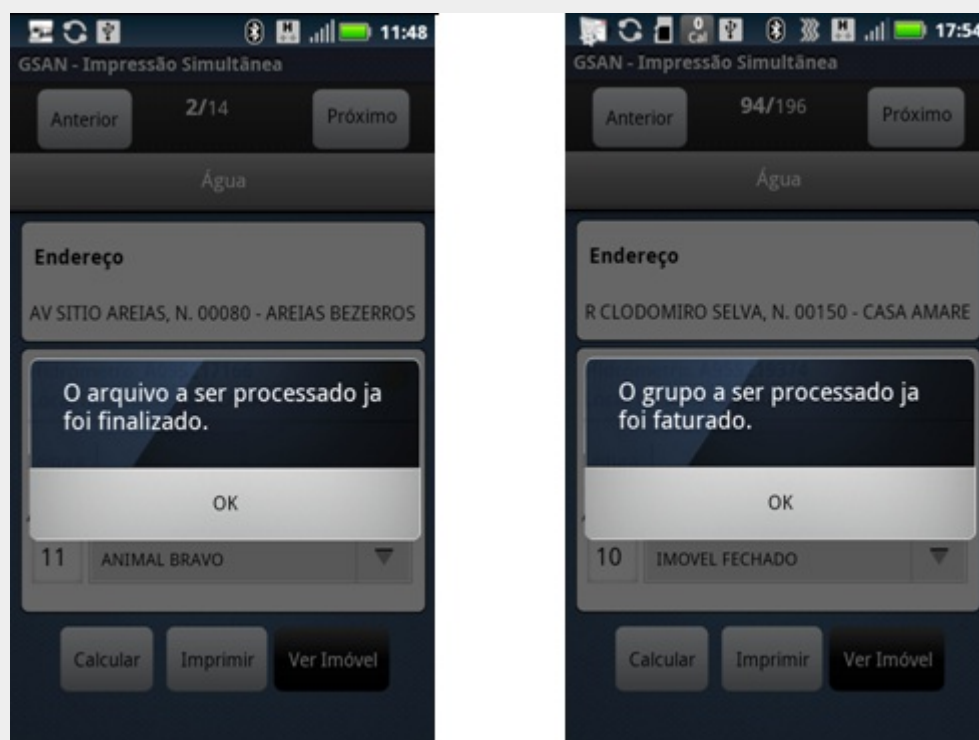 11:48
GSAN - Impressão Simultânea
Anterior
2/14
Próximo
Água
Endereço
AV SITIO AREIAS, N. 00080 - AREIAS BEZERROS
O arquivo a ser processado ja
foi finalizado.
OK
11 ANIMAL BRAVO
Calcular
Imprimir
Ver Imóvel
17:54
GSAN - Impressão Simultânea
Anterior
94/196
Próximo
Água
Endereço
R CLODOMIRO SELVA, N. 00150 - CASA AMARE
O grupo a ser processado ja
foi faturado.
OK
10 IMOVEL FECHADO
Calcular
Imprimir
Ver Imóvel